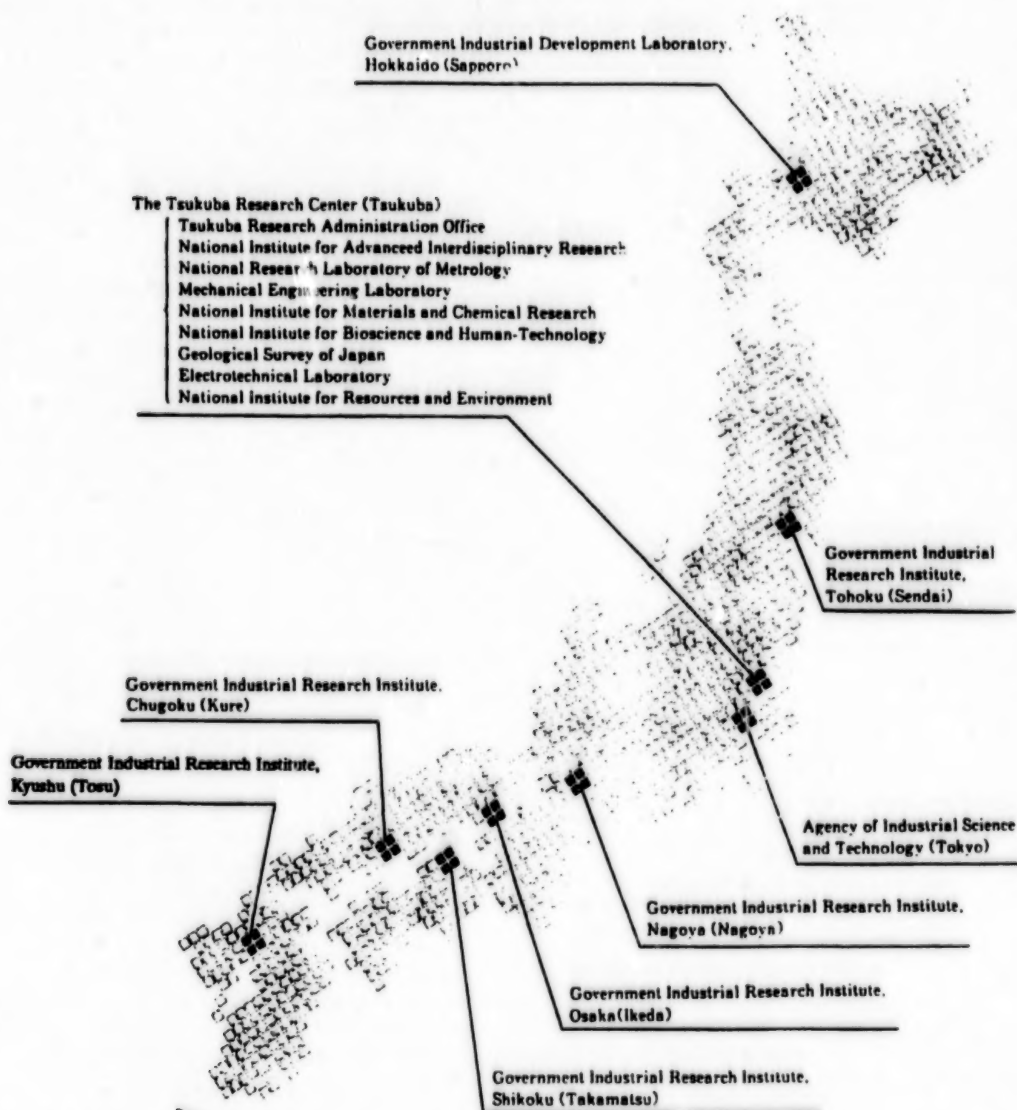 Government Industrial Development Laboratory,
Hokkaido (Sapporo)
The Tsukuba Research Center (Tsukuba)
Tsukuba Research Administration Office
National Institute for Advanceed Interdisciplinary Research
National Research Laboratory of Metrology
Mechanical Engineering Laboratory
National Institute for Materials and Chemical Research
National Institute for Bioscience and Human-Technology
Geological Survey of Japan
Electrotechnical Laboratory
National Institute for Resources and Environment
Government Industrial
Research Institute,
Tohoku (Sendai)
Government Industrial Research Institute,
Chugoku (Kure)
Government Industrial Research Institute,
Kyushu (Tosu)
Agency of Industrial Science
and Technology (Tokyo)
Government Industrial Research Institute,
Nagoya (Nagoya)
Government Industrial Research Institute,
Osaka(Ikeda)
Government Industrial Research Institute,
Shikoku (Takamatsu)